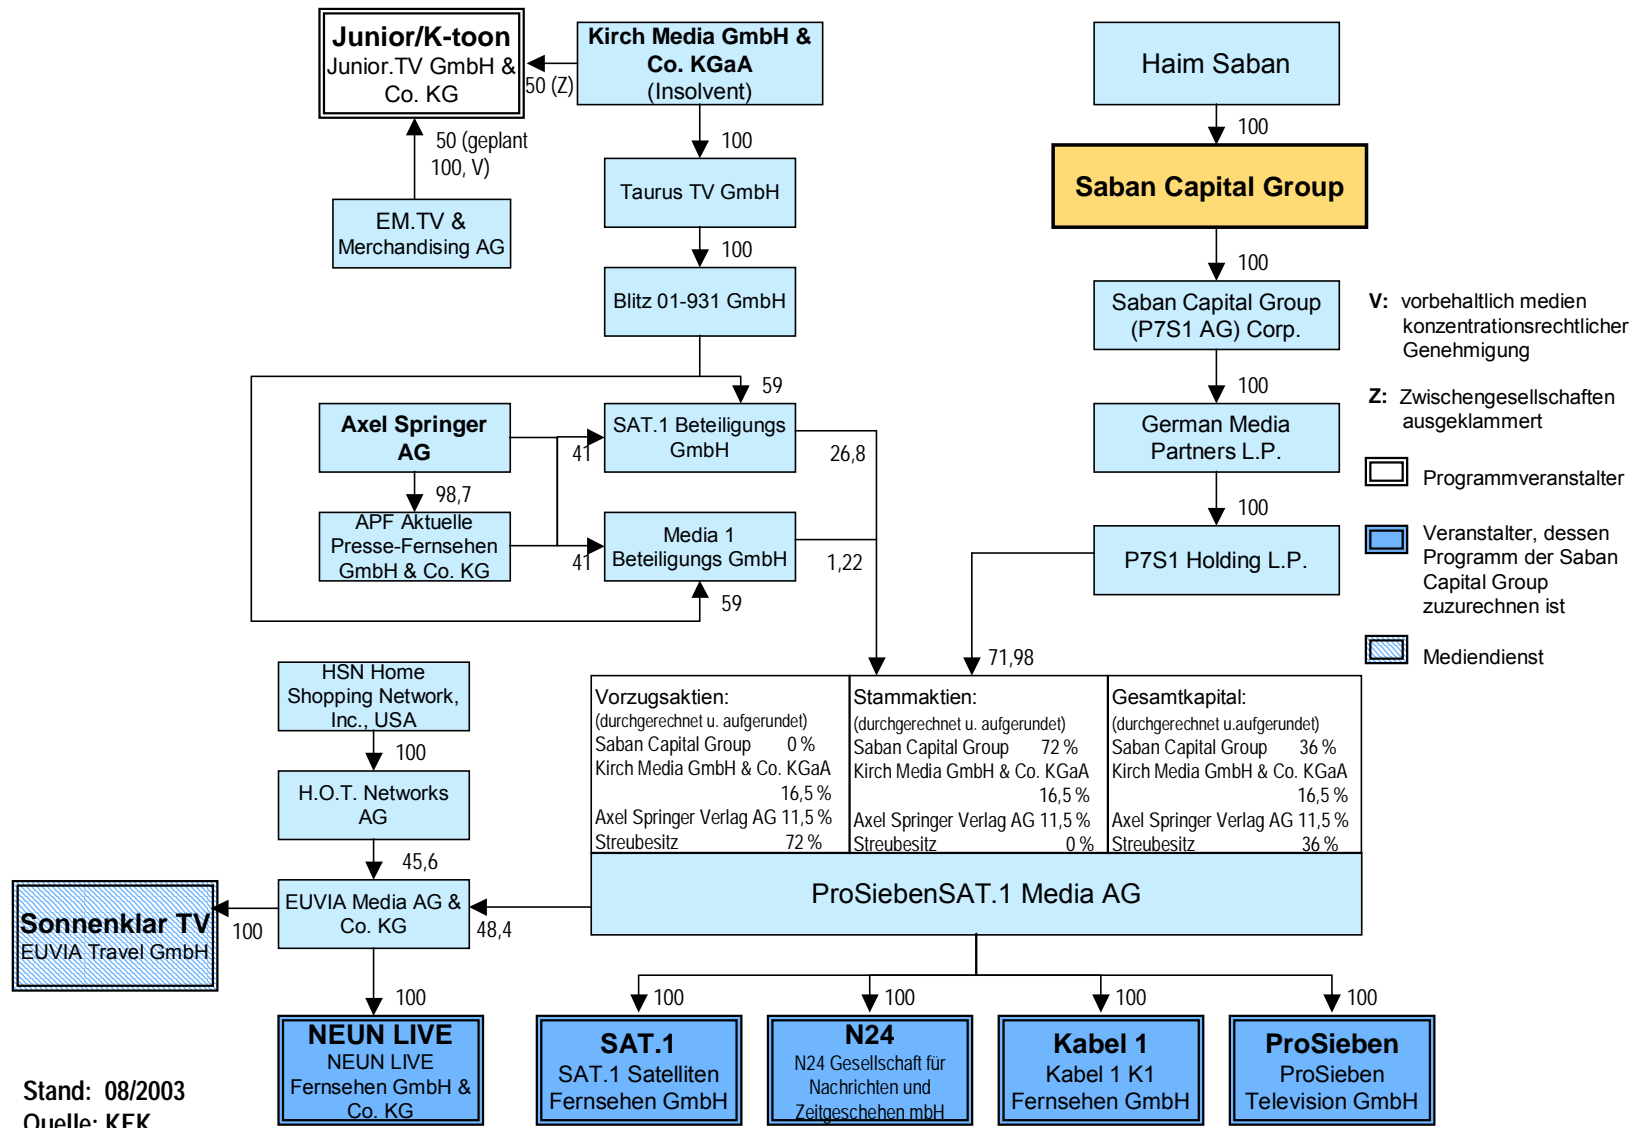 Junior/K-toon
Junior.TV GmbH &
Co. KG
50 (Z)
Kirch Media GmbH &
Co. KGaA
(Insolvent)
Haim Saban
100
100
50 (geplant
100, V)
Saban Capital Group
Taurus TV GmbH
EM.TV &
Merchandising AG
100
100
Blitz 01-931 GmbH
Saban Capital Group
(P7S1 AG) Corp.
V: vorbehaltlich medien
konzentrationsrechtlicher
Genehmigung
59
100
Z: Zwischengesellschaften
ausgeklammert
Axel Springer
AG
41
SAT.1 Beteiligungs
GmbH
26,8
German Media
Partners L.P.
Programmveranstalter
98,7
100
APF Aktuelle
Presse-Fernsehen
GmbH & Co. KG
41
Media 1
Beteiligungs GmbH
1,22
P7S1 Holding L.P.
Veranstalter, dessen
Programm der Saban
Capital Group
zuzurechnen ist
59
71,98
Mediendienst
HSN Home
Shopping Network,
Inc., USA
100
H.O.T. Networks
AG
45,6
Vorzugsaktien:
(durchgerechnet u. aufgerundet)
Saban Capital Group 0 %
Kirch Media GmbH & Co. KGaA
16,5 %
Axel Springer Verlag AG 11,5 %
Streubesitz 72 %
Stammaktien:
(durchgerechnet u. aufgerundet)
Saban Capital Group 72 %
Kirch Media GmbH & Co. KGaA
16,5 %
Axel Springer Verlag AG 11,5 %
Streubesitz 0 %
Gesamtkapital:
(durchgerechnet u.aufgerundet)
Saban Capital Group 36 %
Kirch Media GmbH & Co. KGaA
16,5 %
Axel Springer Verlag AG 11,5 %
Streubesitz 36 %
ProSiebenSAT.1 Media AG
Sonnenklar TV
EUVIA Travel GmbH
100
EUVIA Media AG &
Co. KG
48,4
100
100
100
100
100
NEUN LIVE
NEUN LIVE
Fernsehen GmbH &
Co. KG
SAT.1
SAT.1 Satelliten
Fernsehen GmbH
N24
N24 Gesellschaft für
Nachrichten und
Zeitgeschehen mbH
Kabel 1
Kabel 1 K1
Fernsehen GmbH
ProSieben
ProSieben
Television GmbH
Stand: 08/2003
Quelle: KEK